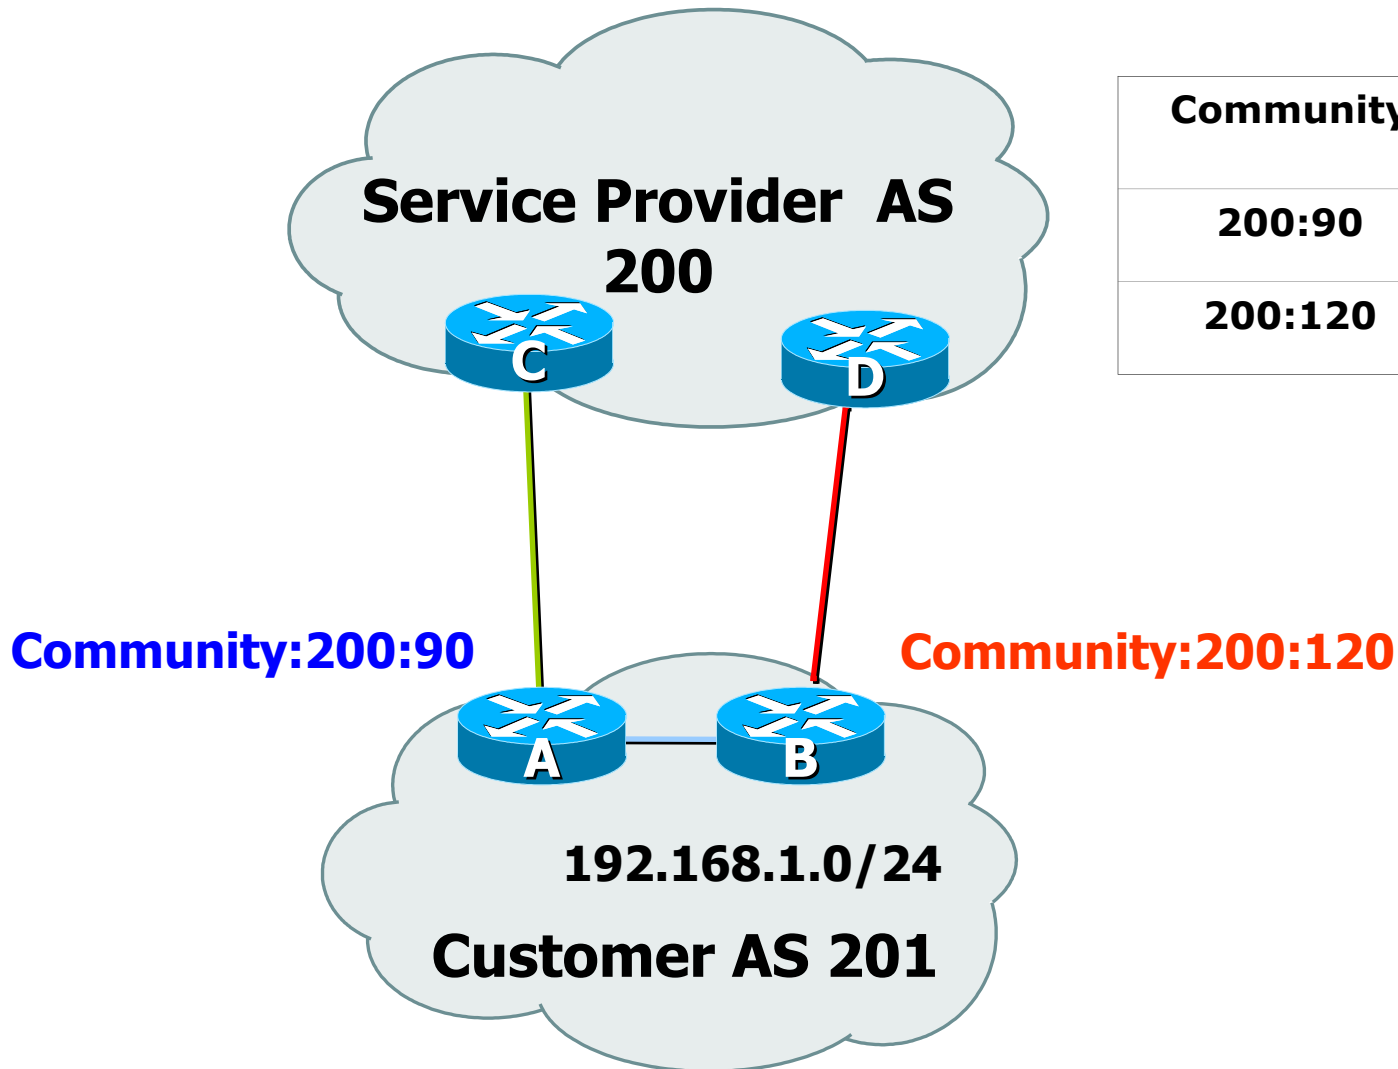 Community
200:90
200:120
Service Provider  AS
200
C
D
Community:200:90
Community:200:120
A
B
192.168.1.0/24
Customer AS 201